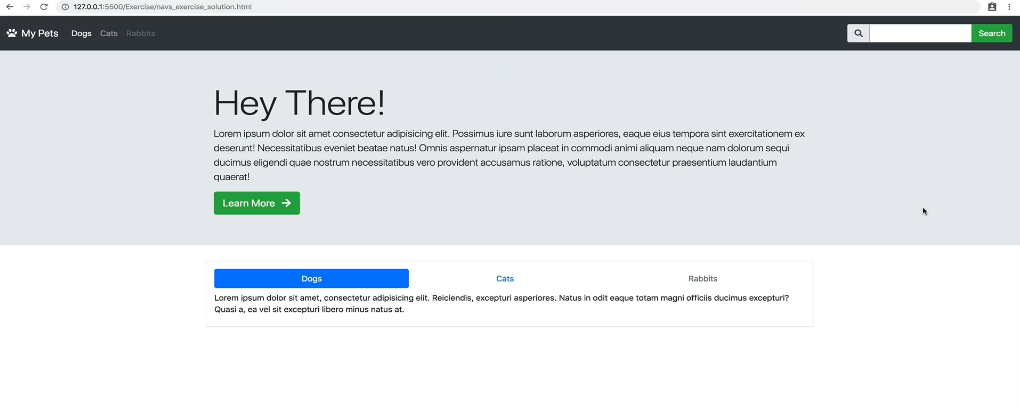 127.0.0.1:5500/Exercise/navs_exercise_solution.html
My Pets Dogs Cats Rabbits Search
Hey There!
Lorem ipsum dolor sit amet consectetur adipisicing elit. Possimus iure sunt laborum asperiores, eaque eius tempora sint exercitationem ex
deserunt! Necessitatibus eveniet beatae natus! Omnis aspernatur ipsam placeat in commodi animi aliquam neque nam dolorum sequi
ducimus eligendi quae nostrum necessitatibus vero provident accusamus ratione, voluptatum consectetur praesentium laudantium
quaerat!
Learn More
Dogs Cats Rabbits
Lorem ipsum dolor sit amet, consectetur adipisicing elit. Reiciendis, excepturi asperiores. Natus in odit eaque totam magni officiis ducimus excepturi?
Quasi a, ea vel sit excepturi libero minus natus at.